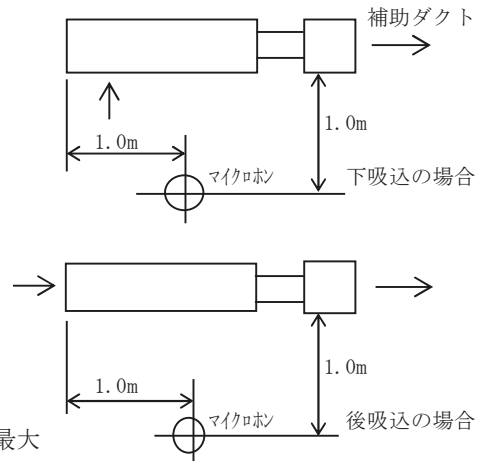 補助ダクト
1.0m
1.0m
マイクロホン
下吸込の場合
1.0m
1.0m
マイクロホン
後吸込の場合
最大